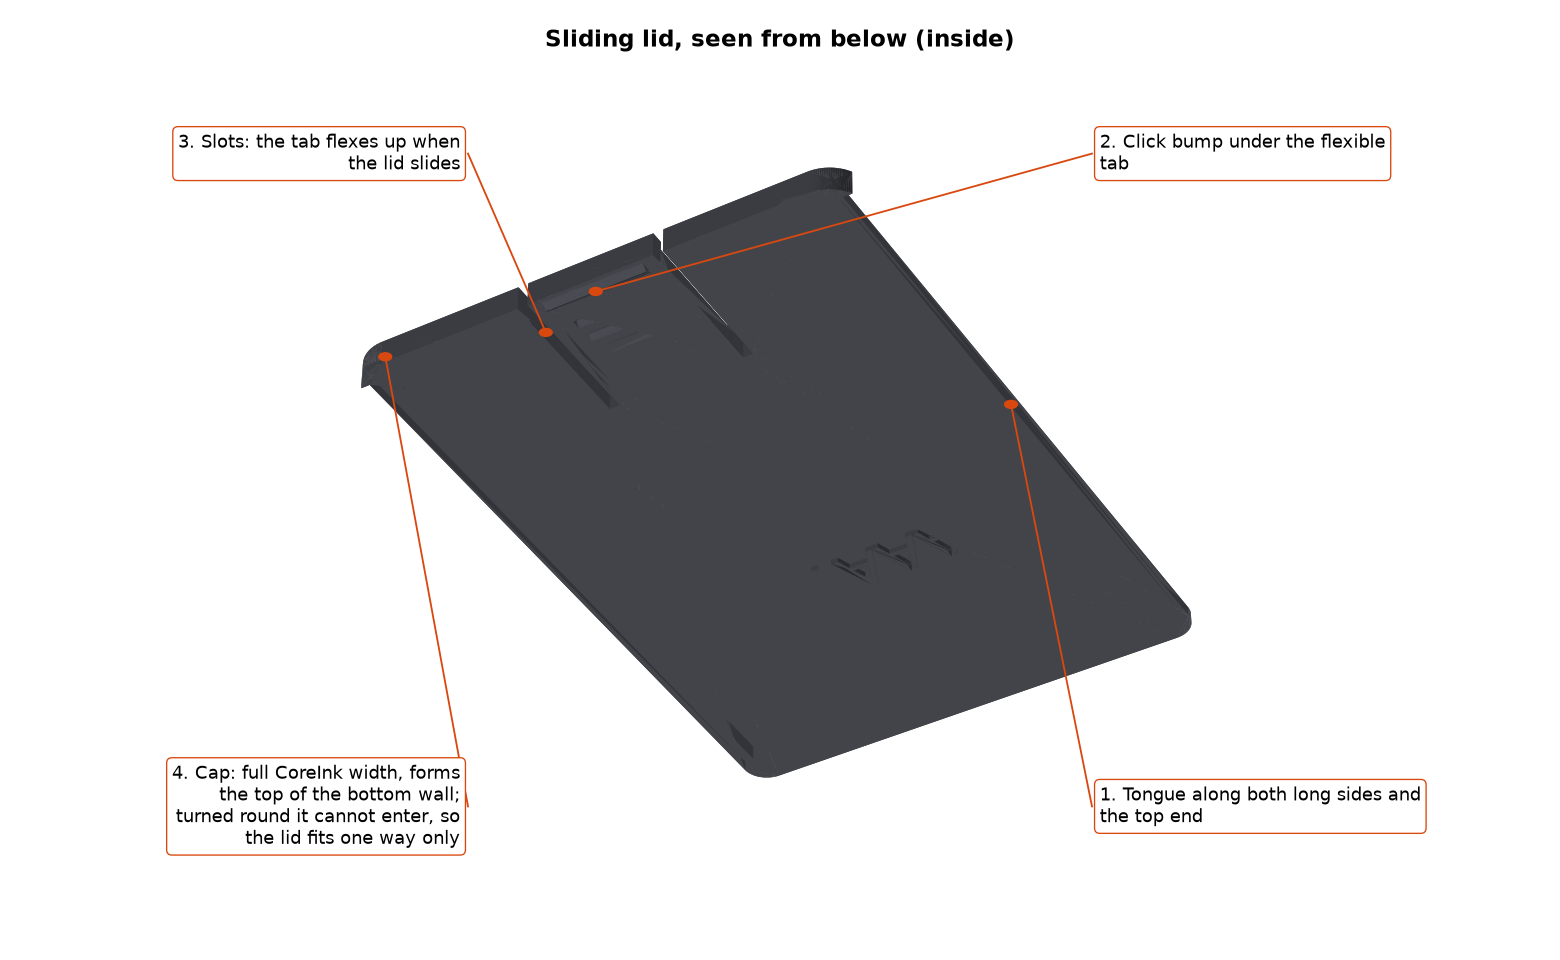 Sliding lid, seen from below (inside)
3. Slots: the tab flexes up when
the lid slides
2. Click bump under the flexible
tab
4. Cap: full CoreInk width, forms
the top of the bottom wall;
turned round it cannot enter, so
the lid fits one way only
1. Tongue along both long sides and
the top end